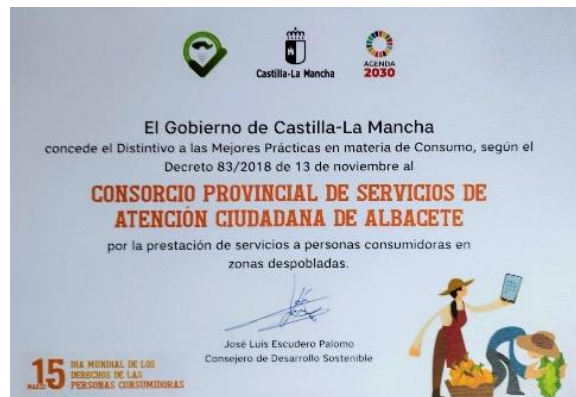 Castilla-La Mancha
AGENDA
2030
El Gobierno de Castilla-La Mancha
concede el Distintivo a las Mejores Prácticas en materia de Consumo, según el
Decreto 83/2018 de 13 de noviembre al
CONSORCIO PROVINCIAL DE SERVICIOS DE
ATENCIÓN CIUDADANA DE ALBACETE
por la prestación de servicios a personas consumidoras en
zonas despobladas.
José Luis Escudero Palomo
Consejero de Desarrollo Sostenible
15
MARZO
DIA MUNDIAL DE LOS
DERECHOS DE LAS
PERSONAS CONSUMIDORAS